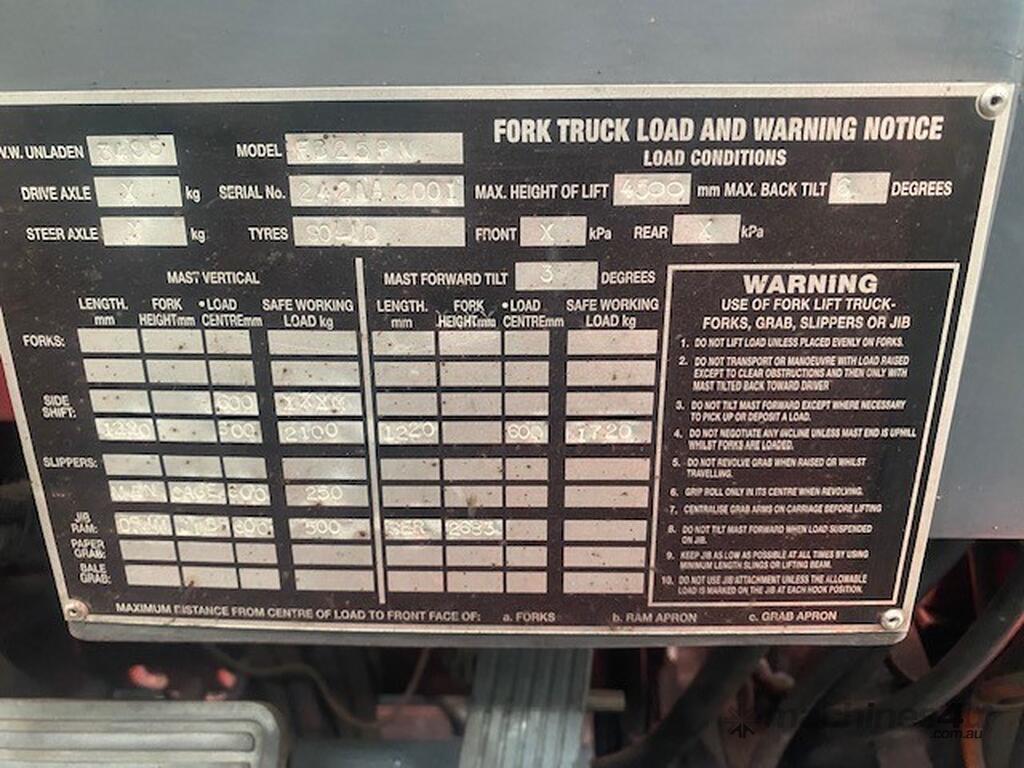 FORK TRUCK LOAD AND WARNING NOTICE
LOAD CONDITIONS
W. UNLADEN 3495 MODEL
DRIVE AXLE X kg SERIAL No. MAX. HEIGHT OF LIFT 4500 mm MAX. BACK TILT 6 DEGREES
STEER AXLE X kg TYRES FRONT X kPa REAR X kPa
MAST VERTICAL MAST FORWARD TILT 3 DEGREES
LENGTH. mm FORK HEIGHT mm •LOAD CENTRE mm SAFE WORKING LOAD kg LENGTH. mm FORK HEIGHT mm •LOAD CENTRE mm SAFE WORKING LOAD kg
FORKS:
SIDE SHIFT: 600
1220 600 2100 1220 600 1720
SLIPPERS:
CAGE 600 250
JIB RAM: 600 500 SER 2683
PAPER GRAB:
BALE GRAB:
MAXIMUM DISTANCE FROM CENTRE OF LOAD TO FRONT FACE OF: a. FORKS b. RAM APRON c. GRAB APRON
WARNING
USE OF FORK LIFT TRUCK-
FORKS, GRAB, SLIPPERS OR JIB
1. DO NOT LIFT LOAD UNLESS PLACED EVENLY ON FORKS.
2. DO NOT TRANSPORT OR MANOEUVRE WITH LOAD RAISED
EXCEPT TO CLEAR OBSTRUCTIONS AND THEN ONLY WITH
MAST TILTED BACK TOWARD DRIVER
3. DO NOT TILT MAST FORWARD EXCEPT WHERE NECESSARY
TO PICK UP OR DEPOSIT A LOAD.
4. DO NOT NEGOTIATE ANY INCLINE UNLESS MAST END IS UPHILL
WHILST FORKS ARE LOADED.
5. DO NOT REVOLVE GRAB WHEN RAISED OR WHILST
TRAVELLING.
6. GRIP ROLL ONLY IN ITS CENTRE WHEN REVOLVING.
7. CENTRALISE GRAB ARMS ON CARRIAGE BEFORE LIFTING
8. DO NOT TILT MAST FORWARD WHEN LOAD SUSPENDED
ON JIB.
9. KEEP JIB AS LOW AS POSSIBLE AT ALL TIMES BY USING
MINIMUM LENGTH SLINGS OR LIFTING BEAM.
10. DO NOT USE JIB ATTACHMENT UNLESS THE ALLOWABLE
LOAD IS MARKED ON THE JIB AT EACH HOOK POSITION.
machines4u
.com.au